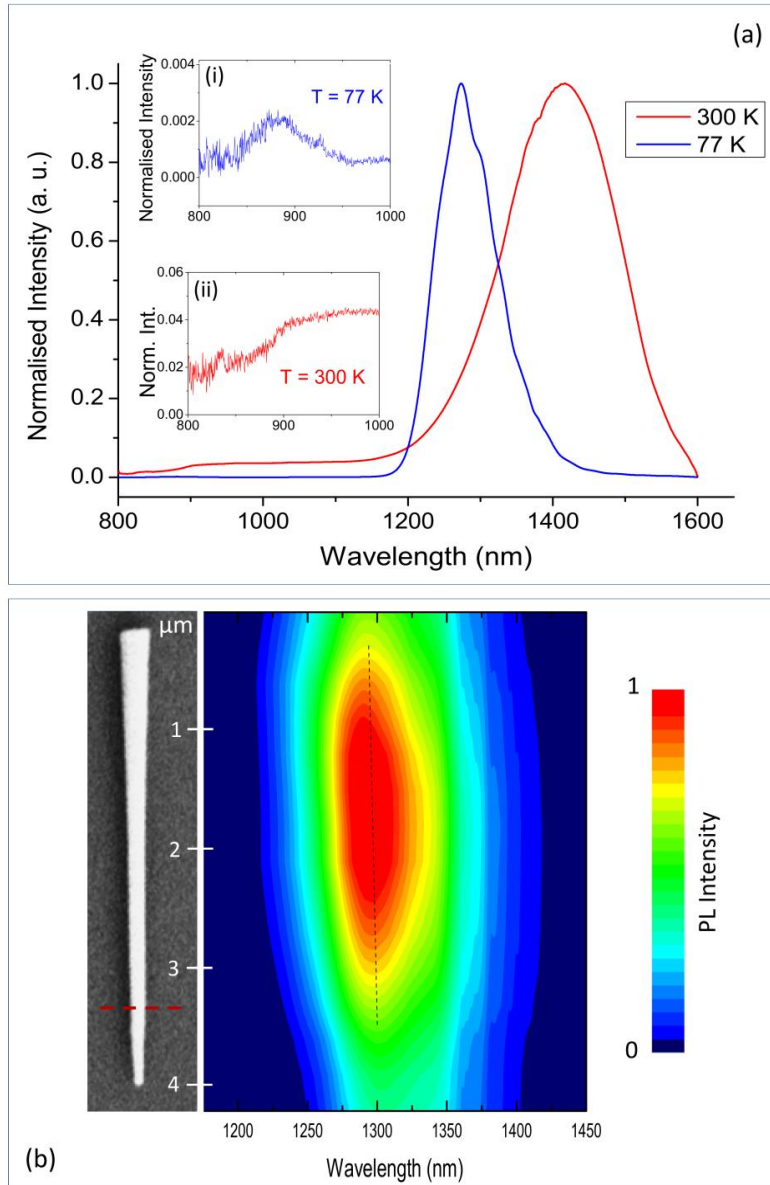 (a)
Normalised Intensity (a. u.)
1.0
0.8
0.6
0.4
0.2
0.0
800 1000 1200 1400 1600
Wavelength (nm)
300 K
77 K
(i)
T = 77 K
Normalised Intensity
0.004
0.002
0.000
800 900 1000
(ii)
T = 300 K
Norm. Int.
0.06
0.04
0.02
0.00
800 900 1000
µm
1
2
3
4
1200 1250 1300 1350 1400 1450
Wavelength (nm)
1
PL Intensity
0
(b)